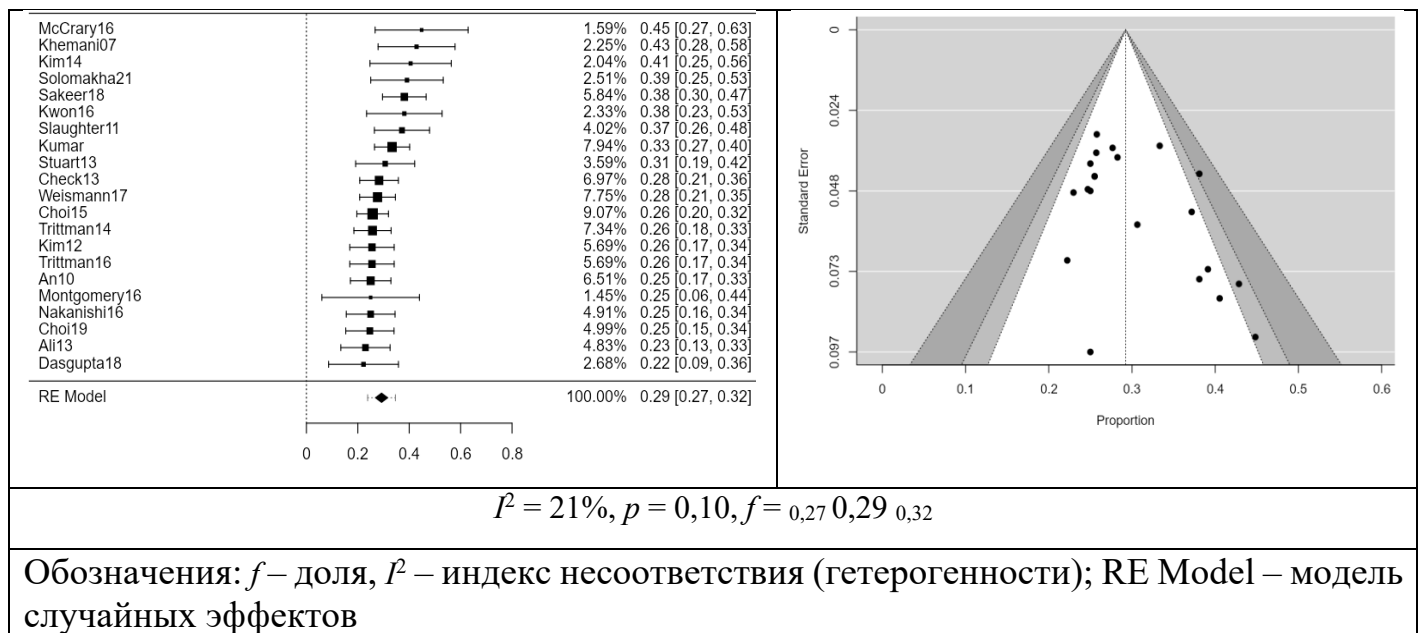 McCrary16 1.59% 0.45 [0.27, 0.63]
Khemani07 2.25% 0.43 [0.28, 0.58]
Kim14 2.04% 0.41 [0.25, 0.56]
Solomakha21 2.51% 0.39 [0.25, 0.53]
Sakeer18 5.84% 0.38 [0.30, 0.47]
Kwon16 2.33% 0.38 [0.23, 0.53]
Slaughter11 4.02% 0.37 [0.26, 0.48]
Kumar 7.94% 0.33 [0.27, 0.40]
Stuart13 3.59% 0.31 [0.19, 0.42]
Check13 6.97% 0.28 [0.21, 0.36]
Weismann17 7.75% 0.28 [0.21, 0.35]
Choi15 9.07% 0.26 [0.20, 0.32]
Trittman14 7.34% 0.26 [0.18, 0.33]
Kim12 5.69% 0.26 [0.17, 0.34]
Trittman16 5.69% 0.26 [0.17, 0.34]
An10 6.51% 0.25 [0.17, 0.33]
Montgomery16 1.45% 0.25 [0.06, 0.44]
Nakanishi16 4.91% 0.25 [0.16, 0.34]
Choi19 4.99% 0.25 [0.15, 0.34]
Ali13 4.83% 0.23 [0.13, 0.33]
Dasgupta18 2.68% 0.22 [0.09, 0.36]
RE Model 100.00% 0.29 [0.27, 0.32]
0 0.2 0.4 0.6 0.8
Standard Error
0
0.024
0.048
0.073
0.097
0 0.1 0.2 0.3 0.4 0.5 0.6
Proportion
I² = 21%, p = 0,10, f = 0,27 0,29 0,32
Обозначения: f – доля, I² – индекс несоответствия (гетерогенности); RE Model – модель
случайных эффектов